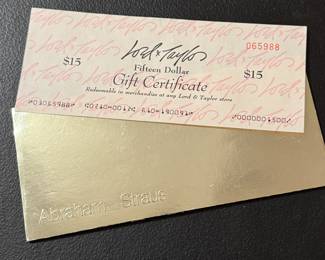 Lord & Taylor
065988
$15
Fifteen Dollar
$15
Gift Certificate
Redeemable in merchandise at any Lord & Taylor store
Abraham Straus